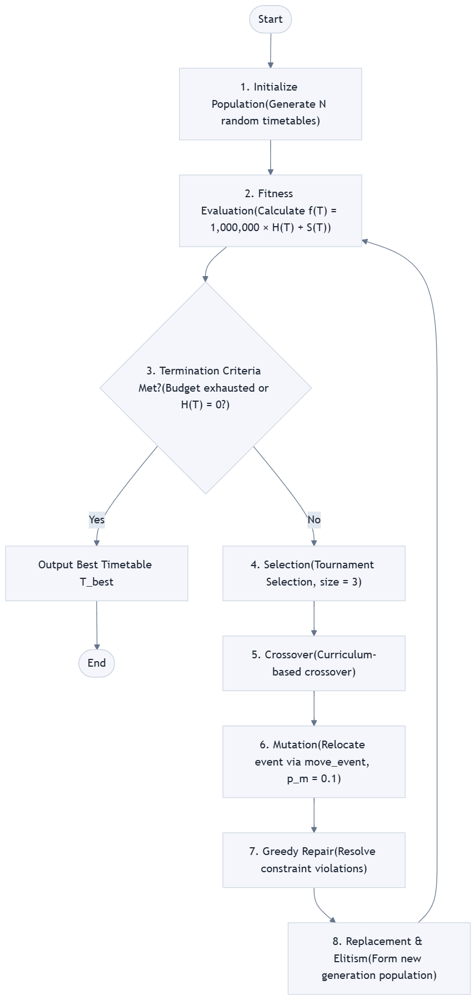 Start
1. Initialize
Population(Generate N
random timetables)
2. Fitness
Evaluation(Calculate f(T) =
1,000,000 × H(T) + S(T))
3. Termination Criteria
Met?(Budget exhausted or
H(T) = 0?)
Yes
No
Output Best Timetable
T_best
4. Selection(Tournament
Selection, size = 3)
End
5. Crossover(Curriculum-
based crossover)
6. Mutation(Relocate
event via move_event,
p_m = 0.1)
7. Greedy Repair(Resolve
constraint violations)
8. Replacement &
Elitism(Form new
generation population)